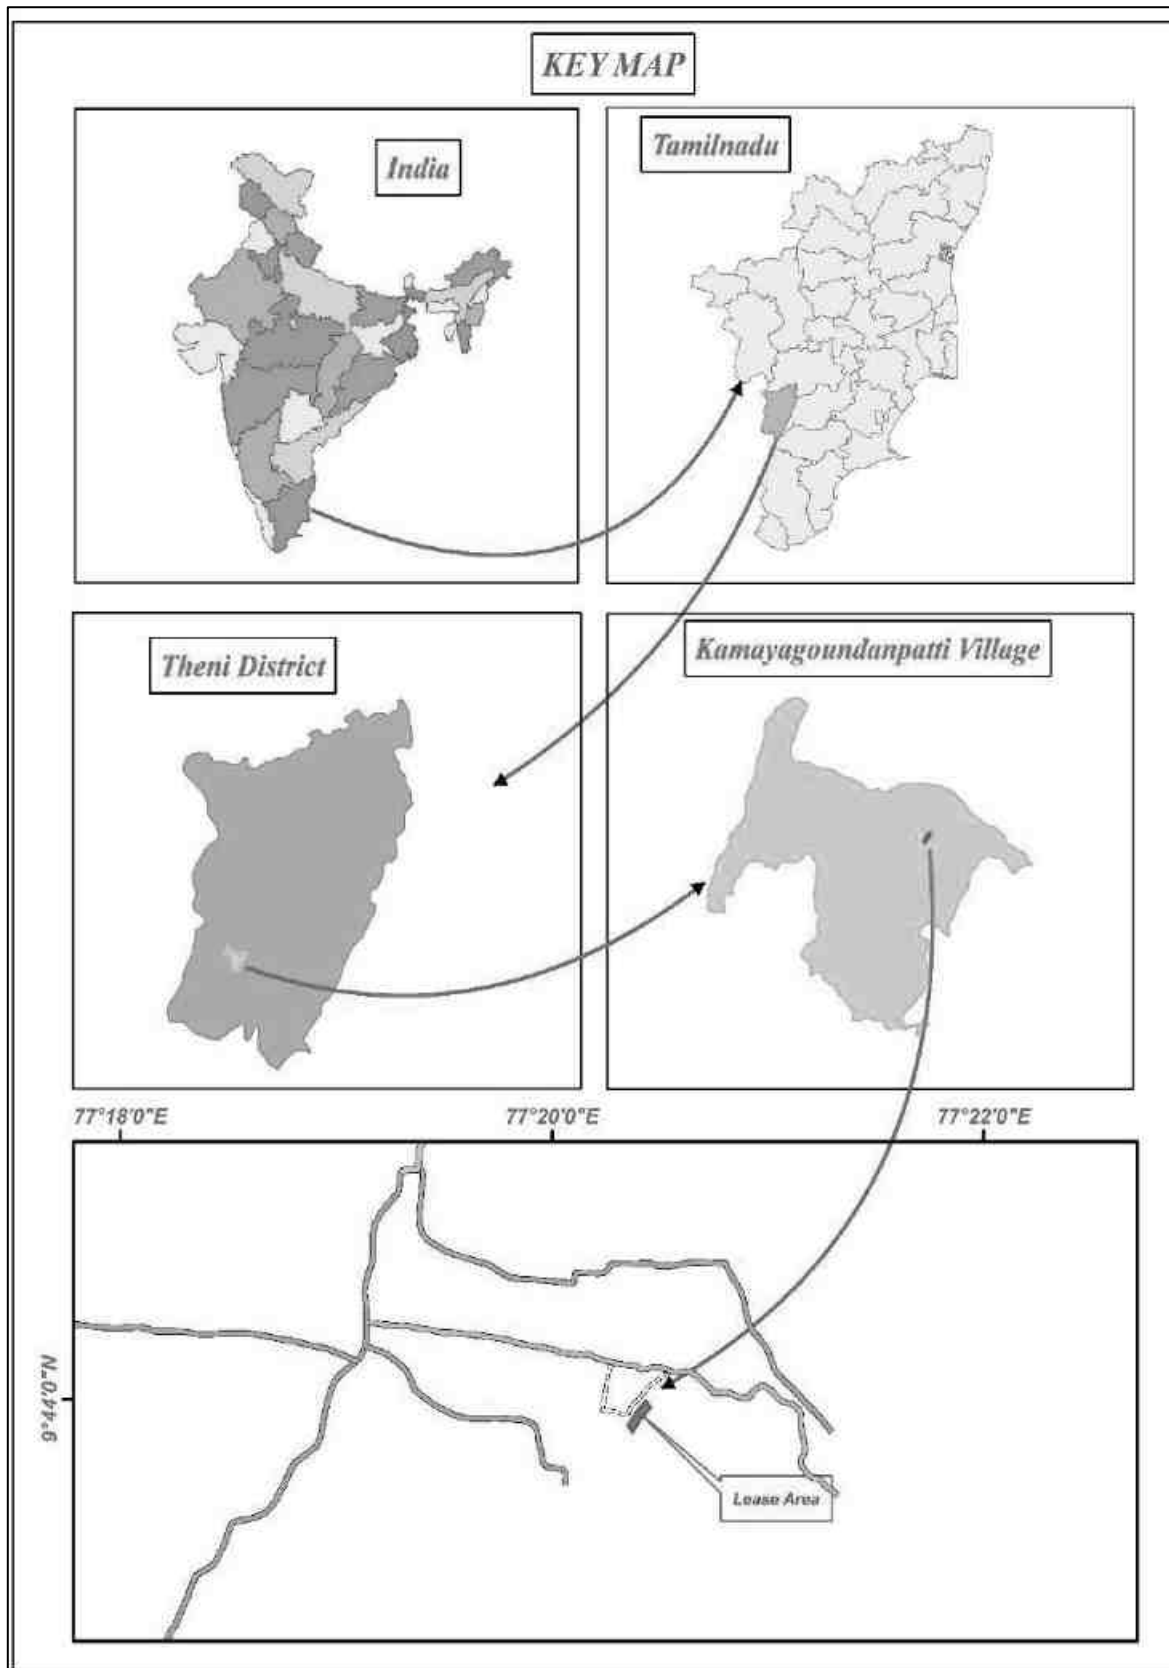 KEY MAP
India
Tamilnadu
Theni District
Kamayagoundanpatti Village
77°18'0"E
77°20'0"E
77°22'0"E
9°44'0"N
Lease Area